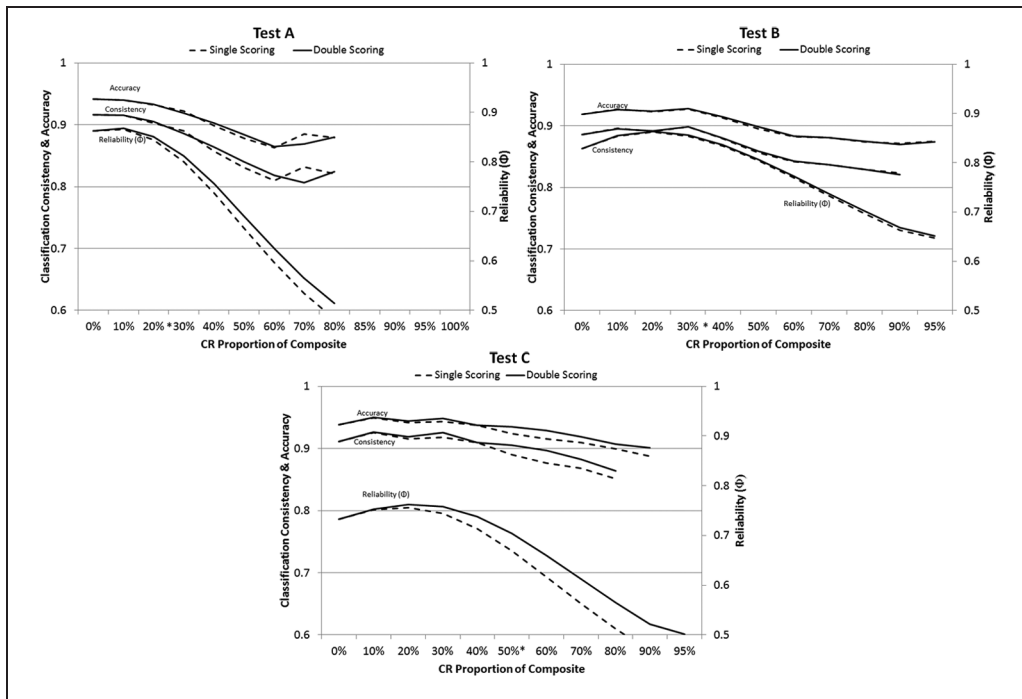 Test A
Single Scoring Double Scoring
Classification Consistency & Accuracy
1
0.9
0.8
0.7
0.6
Accuracy
Consistency
Reliability (Φ)
Reliability (Φ)
1
0.9
0.8
0.7
0.6
0.5
0% 10% 20% *30% 40% 50% 60% 70% 80% 85% 90% 95% 100%
CR Proportion of Composite
Test B
Single Scoring Double Scoring
Classification Consistency & Accuracy
1
0.9
0.8
0.7
0.6
Accuracy
Consistency
Reliability (Φ)
Reliability (Φ)
1
0.9
0.8
0.7
0.6
0.5
0% 10% 20% 30% * 40% 50% 60% 70% 80% 90% 95%
CR Proportion of Composite
Test C
Single Scoring Double Scoring
Classification Consistency & Accuracy
1
0.9
0.8
0.7
0.6
Accuracy
Consistency
Reliability (Φ)
Reliability (Φ)
1
0.9
0.8
0.7
0.6
0.5
0% 10% 20% 30% 40% 50%* 60% 70% 80% 90% 95%
CR Proportion of Composite